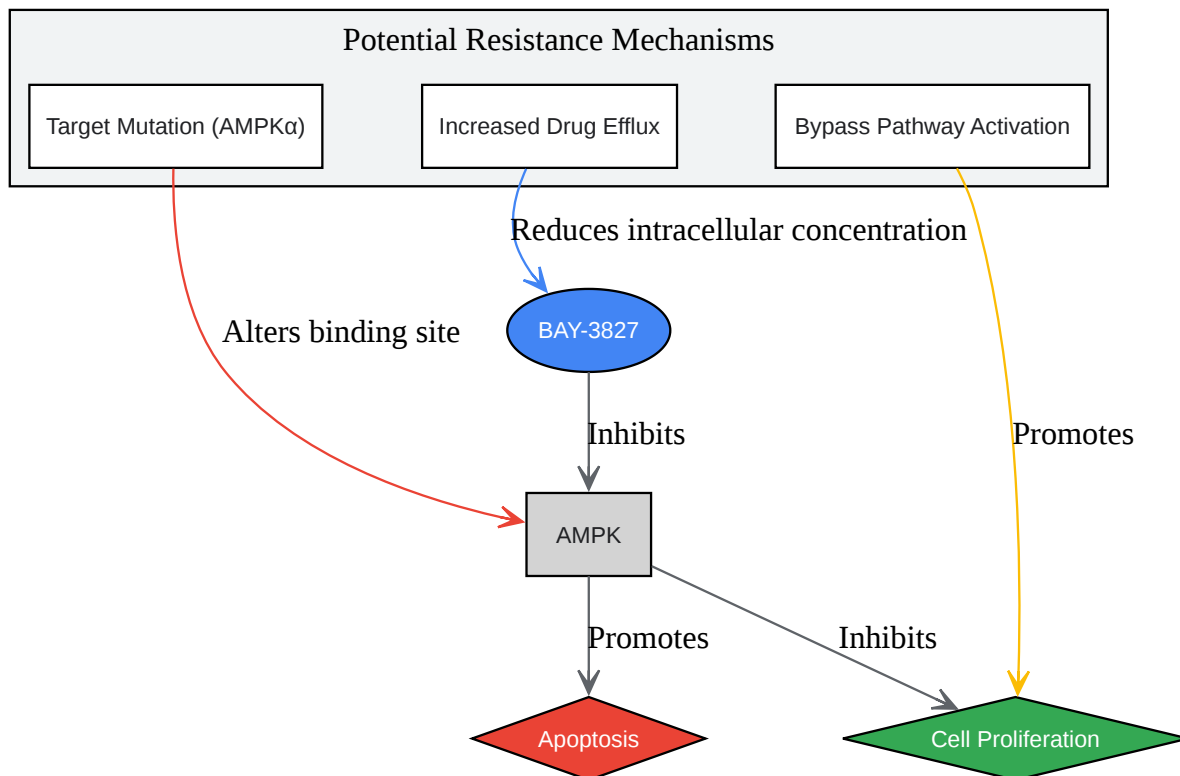 Potential Resistance Mechanisms
Target Mutation (AMPKα)
Increased Drug Efflux
Bypass Pathway Activation
Reduces intracellular concentration
Alters binding site
BAY-3827
Inhibits
Promotes
AMPK
Promotes
Inhibits
Apoptosis
Cell Proliferation